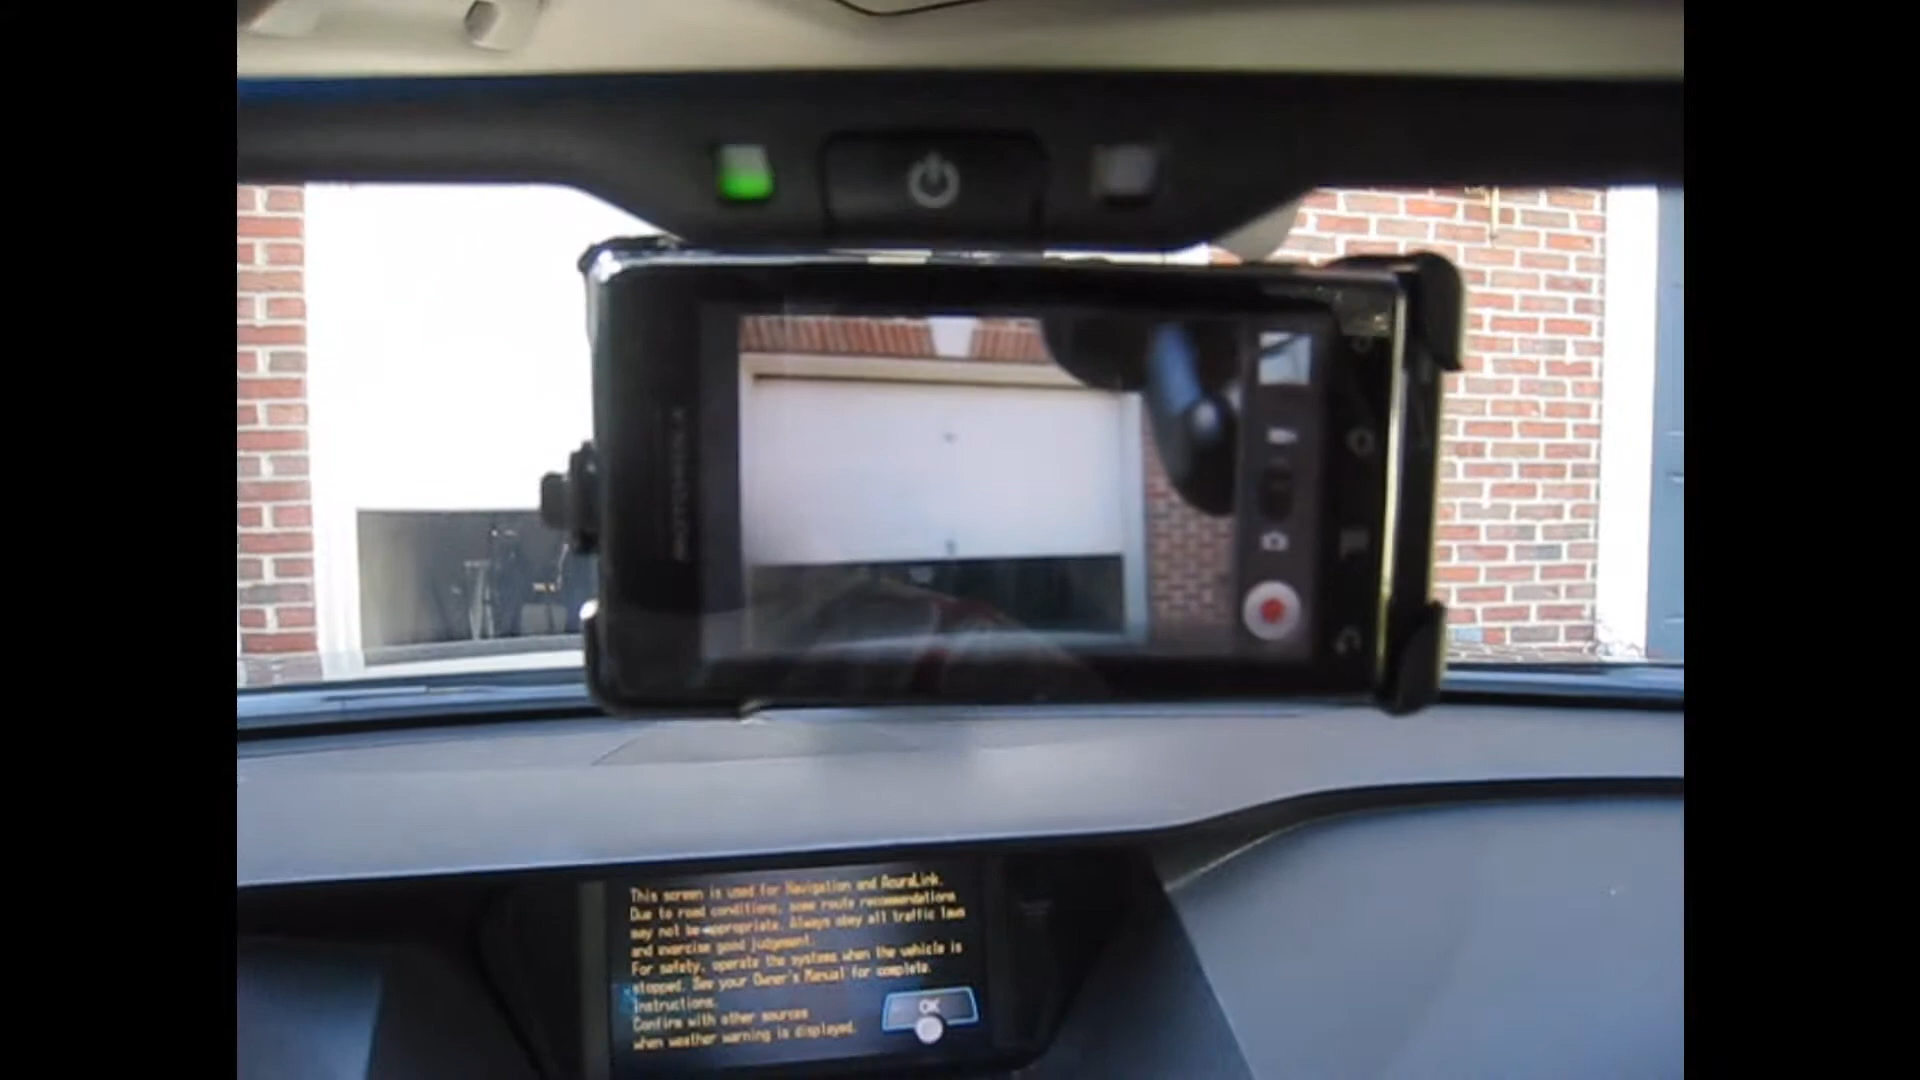 MOTOROLA
This screen is used for Navigation and AcuraLink.
Due to road conditions, some route recommendations
may not be appropriate. Always obey all traffic laws
and exercise good judgement.
For safety, operate the systems when the vehicle is
stopped. See your Owner's Manual for complete
instructions.
Confirm with other sources
when weather warning is displayed.
OK